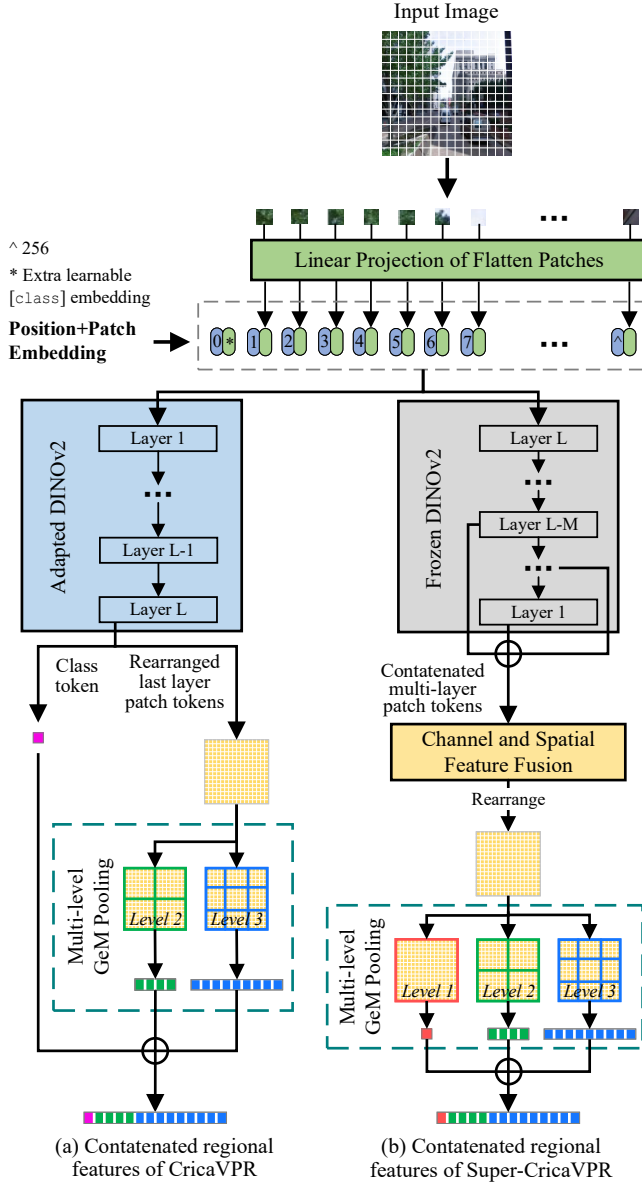 Input Image
^ 256
* Extra learnable
[class] embedding
Linear Projection of Flatten Patches
Position+Patch
Embedding
0 * 1 2 3 4 5 6 7 ... ^
Adapted DINOv2
Layer 1
...
Layer L-1
Layer L
Frozen DINOv2
Layer L
...
Layer L-M
...
Layer 1
Class
token
Rearranged
last layer
patch tokens
Contatenated
multi-layer
patch tokens
Channel and Spatial
Feature Fusion
Rearrange
Multi-level
GeM Pooling
Level 2
Level 3
Multi-level
GeM Pooling
Level 1
Level 2
Level 3
(a) Contatenated regional
features of CricaVPR
(b) Contatenated regional
features of Super-CricaVPR